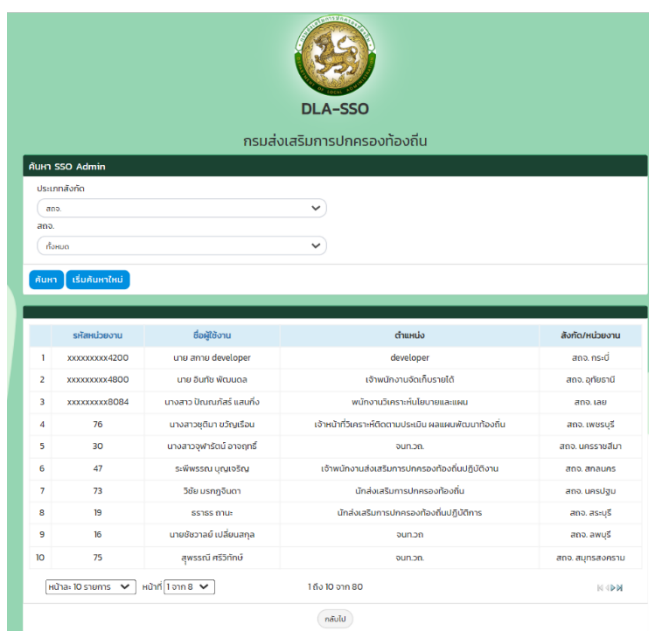 DLA-SSO
กรมส่งเสริมการปกครองท้องถิ่น
ค้นหา SSO Admin
ประเภทสังกัด
สถจ.
สถจ.
ทั้งหมด
ค้นหา เริ่มค้นหาใหม่
รหัสหน่วยงาน ชื่อผู้ใช้งาน ตำแหน่ง สังกัด/หน่วยงาน
1 xxxxxxxxx4200 นาย สกาย developer developer สถจ. กระบี่
2 xxxxxxxxx4800 นาย อินทัช พัฒนดล เจ้าพนักงานจัดเก็บรายได้ สถจ. อุทัยธานี
3 xxxxxxxxx8084 นางสาว ปัณณภัสร์ แสนกิ่ง พนักงานวิเคราะห์นโยบายและแผน สถจ. เลย
4 76 นางสาวชุติมา ขวัญเรือน เจ้าหน้าที่วิเคราะห์ติดตามประเมิน ผลแผนพัฒนาท้องถิ่น สถจ. เพชรบุรี
5 30 นางสาวจุฬารัตน์ อาจฤทธิ์ จนท.วถ. สถจ. นครราชสีมา
6 47 ระพีพรรณ บุญเจริญ เจ้าพนักงานส่งเสริมการปกครองท้องถิ่นปฏิบัติงาน สถจ. สกลนคร
7 73 วิชัย มรกฎจินดา นักส่งเสริมการปกครองท้องถิ่น สถจ. นครปฐม
8 19 ธราธร ถานะ นักส่งเสริมการปกครองท้องถิ่นปฏิบัติการ สถจ. สระบุรี
9 16 นายชัชวาลย์ เปลี่ยนสกุล จนท.วถ สถจ. ลพบุรี
10 75 สุพรรณี ศรีวิทักษ์ จนท.วถ. สถจ. สมุทรสงคราม
หน้าละ 10 รายการ หน้าที่ 1 จาก 8 1 ถึง 10 จาก 80
กลับไป